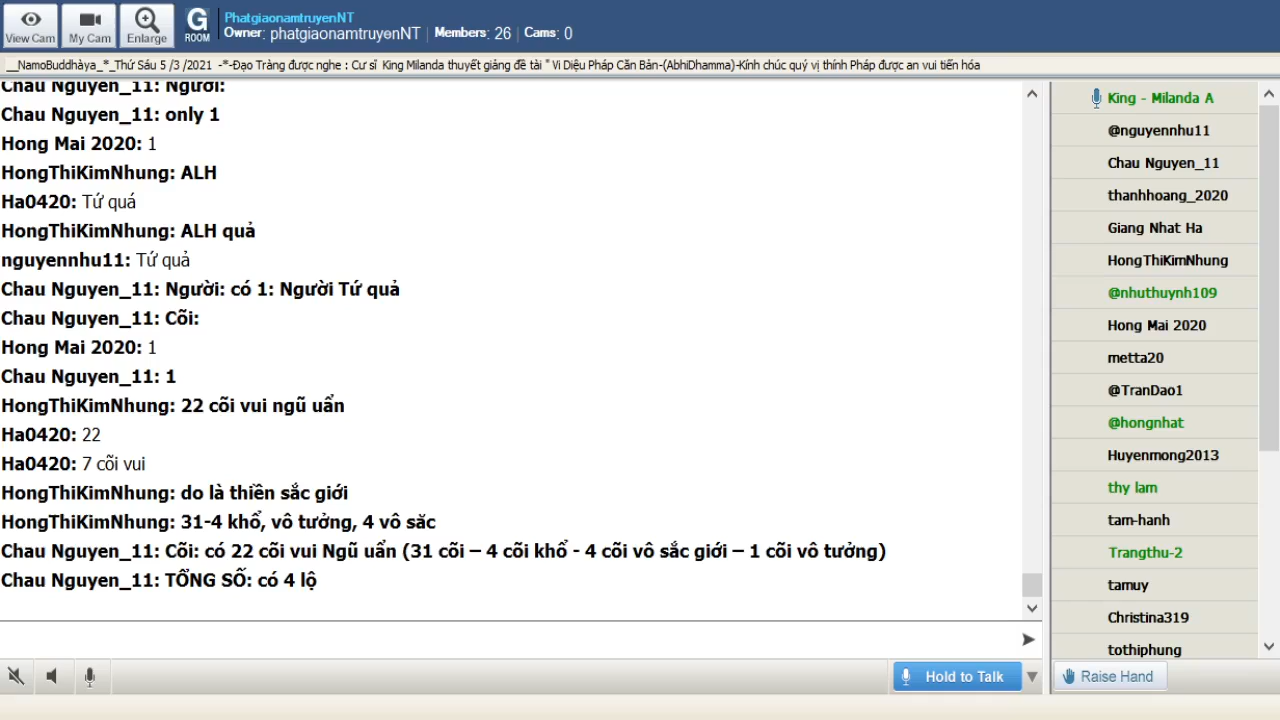 View Cam
My Cam
Enlarge
G
ROOM
PhatgiaonamtruyenNT
Owner: phatgiaonamtruyenNT | Members: 26 | Cams: 0
__NamoBuddhàya_*_Thứ Sáu 5 /3 /2021 -*-Đạo Tràng được nghe : Cư sĩ King Milanda thuyết giảng đề tài " Vi Diệu Pháp Căn Bản-(AbhiDhamma)-Kính chúc quý vị thính Pháp được an vui tiến hóa
Chau Nguyen_11: Người:
Chau Nguyen_11: only 1
Hong Mai 2020: 1
HongThiKimNhung: ALH
Ha0420: Tứ quá
HongThiKimNhung: ALH quả
nguyennhu11: Tứ quả
Chau Nguyen_11: Người: có 1: Người Tứ quả
Chau Nguyen_11: Cõi:
Hong Mai 2020: 1
Chau Nguyen_11: 1
HongThiKimNhung: 22 cõi vui ngũ uẩn
Ha0420: 22
Ha0420: 7 cõi vui
HongThiKimNhung: do là thiền sắc giới
HongThiKimNhung: 31-4 khổ, vô tưởng, 4 vô săc
Chau Nguyen_11: Cõi: có 22 cõi vui Ngũ uẩn (31 cõi – 4 cõi khổ - 4 cõi vô sắc giới – 1 cõi vô tưởng)
Chau Nguyen_11: TỔNG SỐ: có 4 lộ
King - Milanda A
@nguyennhu11
Chau Nguyen_11
thanhhoang_2020
Giang Nhat Ha
HongThiKimNhung
@nhuthuynh109
Hong Mai 2020
metta20
@TranDao1
@hongnhat
Huyenmong2013
thy lam
tam-hanh
Trangthu-2
tamuy
Christina319
tothiphung
Hold to Talk
Raise Hand